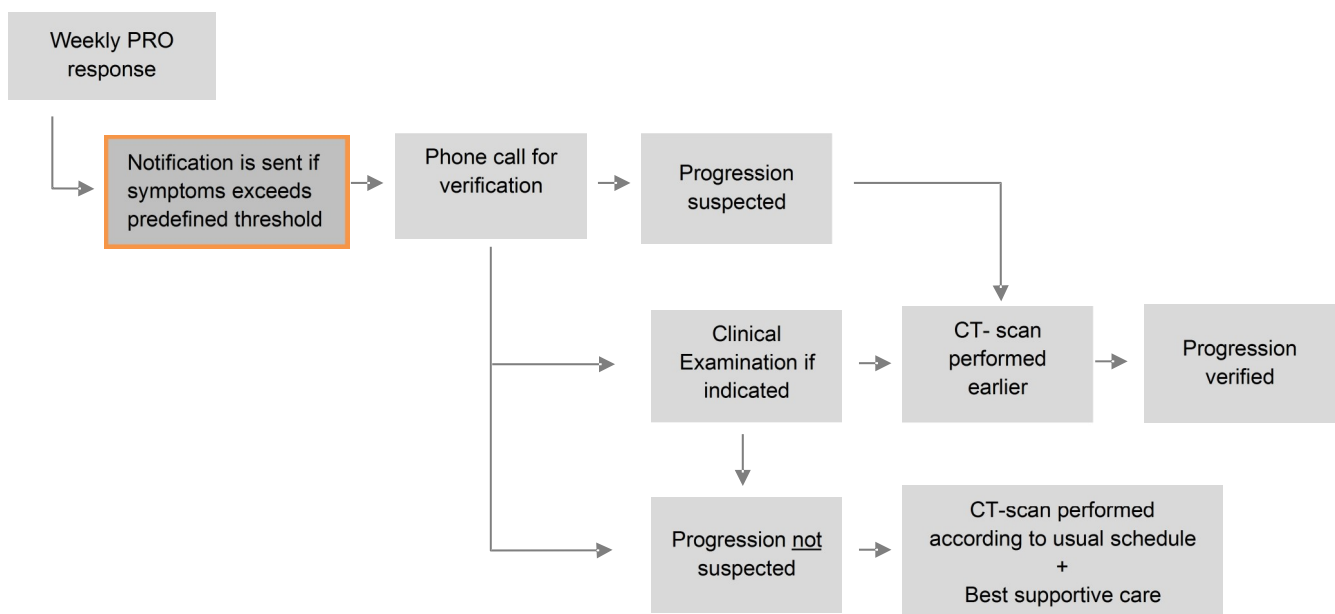 Weekly PRO
response
Notification is sent if
symptoms exceeds
predefined threshold
Phone call for
verification
Progression
suspected
Clinical
Examination if
indicated
CT- scan
performed
earlier
Progression
verified
Progression not
suspected
CT-scan performed
according to usual schedule
+
Best supportive care